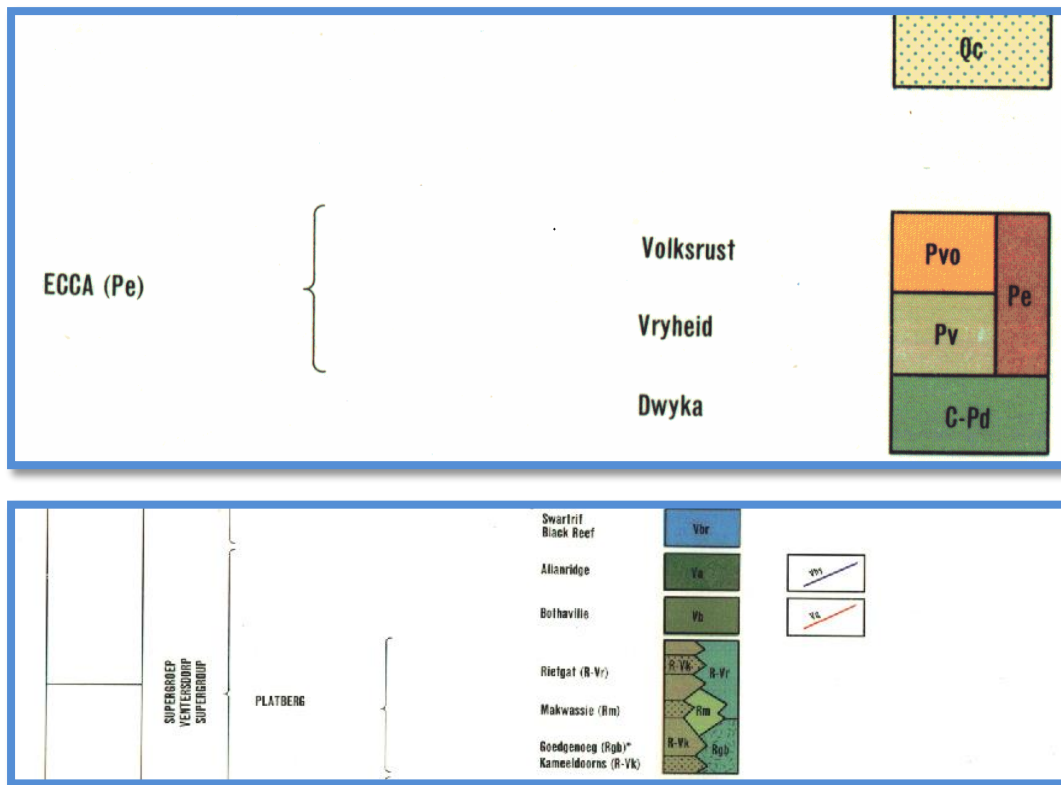 Qc
ECCA (Pe)
Volksrust
Vryheid
Dwyka
Pvo
Pe
Pv
C-Pd
Swartrif
Black Reef
Vbr
Allanridge
Va
Bothaville
Vb
SUPERGROEP
VENTERSDORP
SUPERGROUP
PLATBERG
Rietgat (R-Vr)
R-Vk
R-Vr
Makwassie (Rm)
Rm
Goedgenoeg (Rgb)*
Kameeldoorns (R-Vk)
R-Vk
Rgb